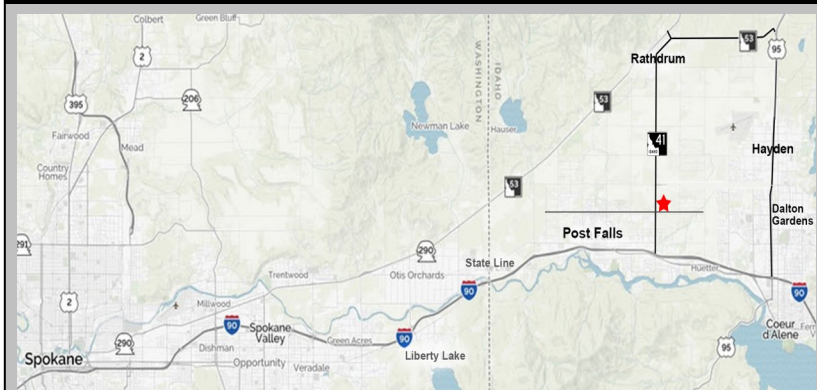 Colbert
Green Bluff
2
53
95
Rathdrum
395
206
WASHINGTON
IDAHO
53
Newman Lake
Hauser
Fairwood
Mead
41
Hayden
Country
Homes
53
Dalton
Gardens
Post Falls
291
290
State Line
Trentwood
Otis Orchards
Huetter
2
Millwood
90
90
90
Spokane
Valley
Green Acres
90
Coeur
d'Alene
290
Dishman
95
Spokane
Opportunity
Veradale
Liberty Lake